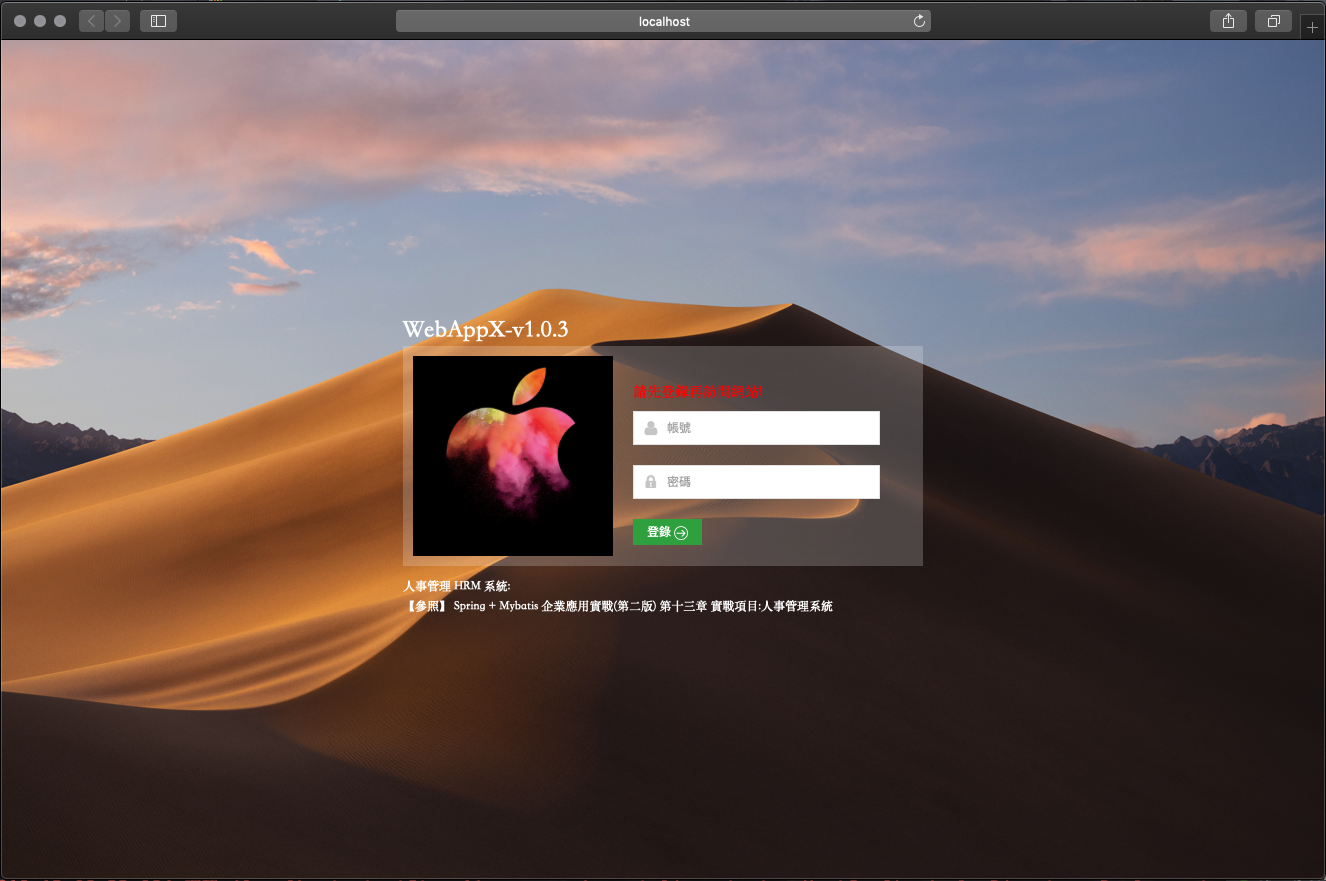 localhost
WebAppX-v1.0.3
請先登錄再訪問網站!
帳號
密碼
登錄
人事管理 HRM 系統:
【參照】 Spring + Mybatis 企業應用實戰(第二版) 第十三章 實戰項目:人事管理系統